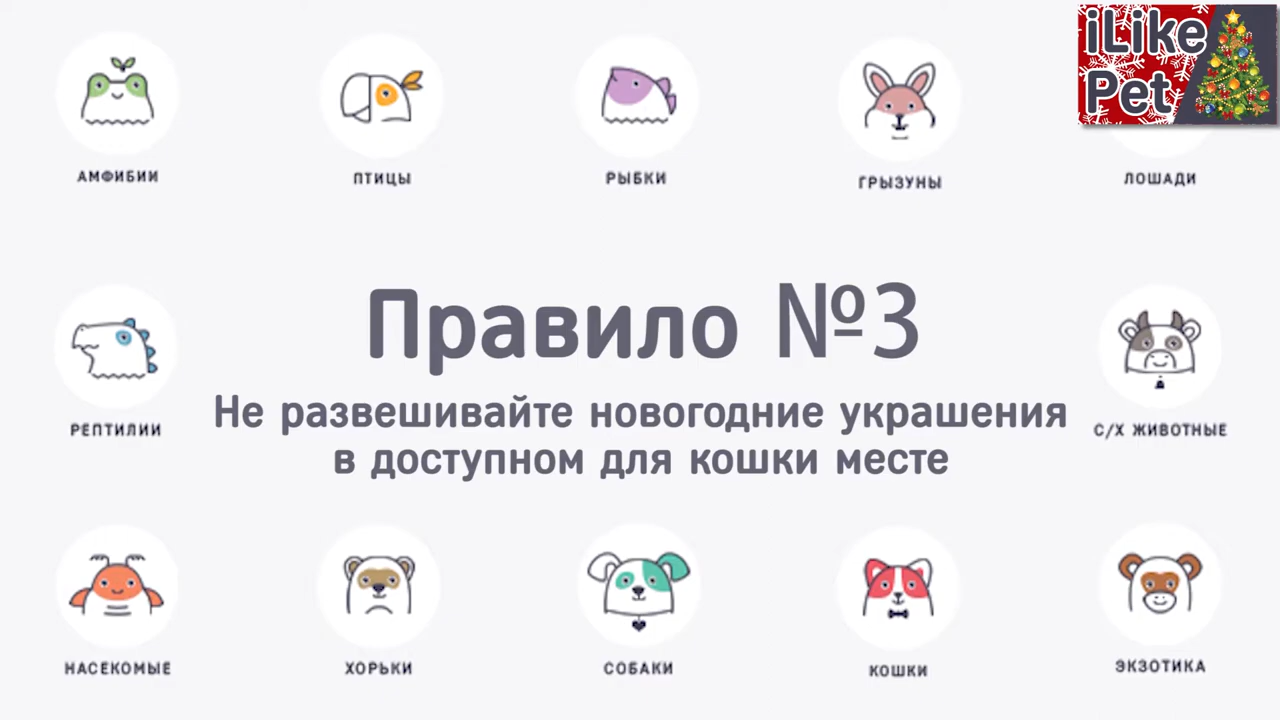 iLike
Pet
АМФИБИИ
ПТИЦЫ
РЫБКИ
ГРЫЗУНЫ
ЛОШАДИ
Правило №3
Не развешивайте новогодние украшения
в доступном для кошки месте
РЕПТИЛИИ
С/Х ЖИВОТНЫЕ
НАСЕКОМЫЕ
ХОРЬКИ
СОБАКИ
КОШКИ
ЭКЗОТИКА